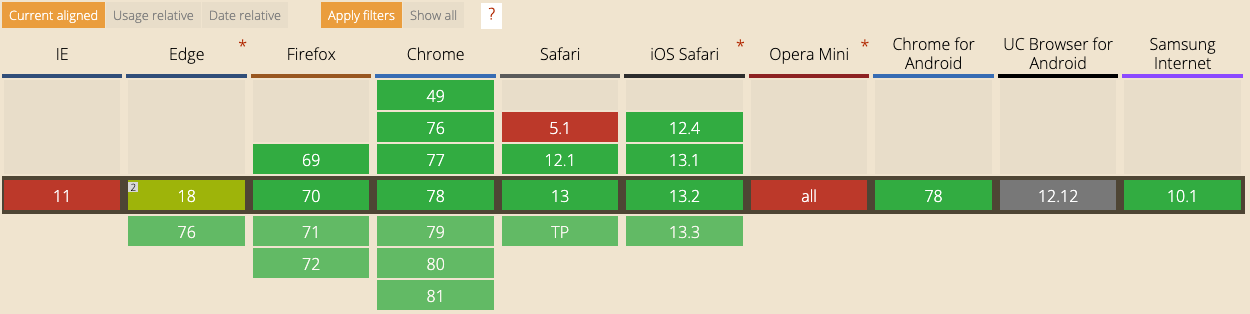 Current aligned Usage relative Date relative Apply filters Show all ?
IE Edge * Firefox Chrome Safari iOS Safari * Opera Mini * Chrome for Android UC Browser for Android Samsung Internet
49
76 5.1 12.4
69 77 12.1 13.1
11 2 18 70 78 13 13.2 all 78 12.12 10.1
76 71 79 TP 13.3
72 80
81